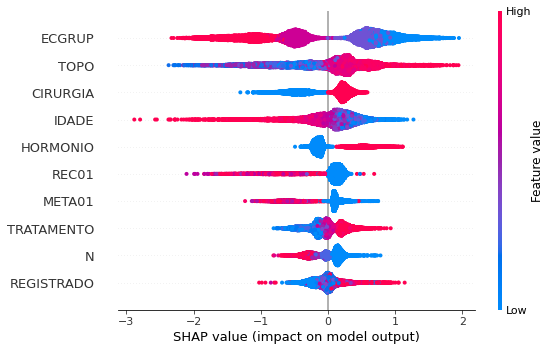 High
ECGRUP
TOPO
CIRURGIA
IDADE
HORMONIO
REC01
META01
TRATAMENTO
N
REGISTRADO
Feature value
Low
−3 −2 −1 0 1 2
SHAP value (impact on model output)